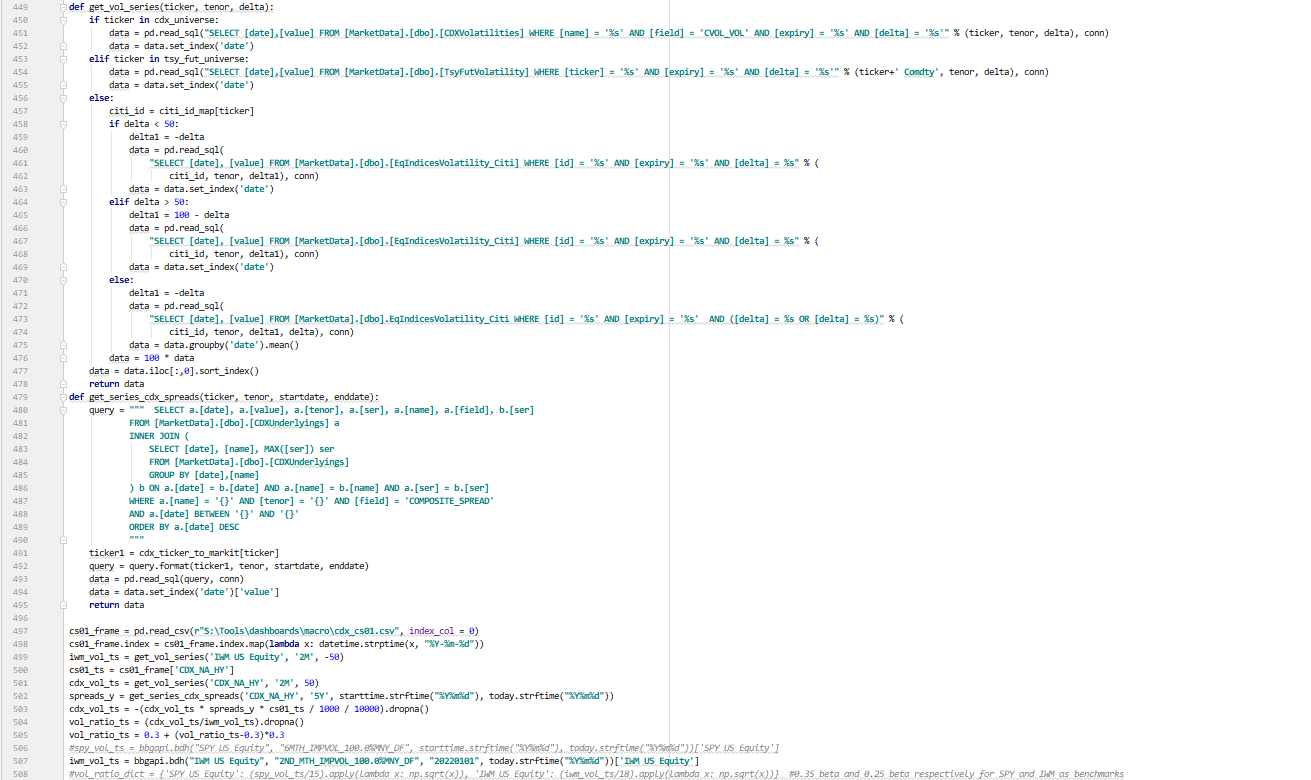 449 def get_vol_series(ticker, tenor, delta):
450 if ticker in cdx_universe:
451 data = pd.read_sql("SELECT [date],[value] FROM [MarketData].[dbo].[CDXVolatilities] WHERE [name] = '%s' AND [field] = 'CVOL_VOL' AND [expiry] = '%s' AND [delta] = '%s'" % (ticker, tenor, delta), conn)
452 data = data.set_index('date')
453 elif ticker in tsy_fut_universe:
454 data = pd.read_sql("SELECT [date],[value] FROM [MarketData].[dbo].[TsyFutVolatility] WHERE [ticker] = '%s' AND [expiry] = '%s' AND [delta] = '%s'" % (ticker+' Comdty', tenor, delta), conn)
455 data = data.set_index('date')
456 else:
457 citi_id = citi_id_map[ticker]
458 if delta < 50:
459 delta1 = -delta
460 data = pd.read_sql(
461 "SELECT [date], [value] FROM [MarketData].[dbo].[EqIndicesVolatility_Citi] WHERE [id] = '%s' AND [expiry] = '%s' AND [delta] = %s" % (
462 citi_id, tenor, delta1), conn)
463 data = data.set_index('date')
464 elif delta > 50:
465 delta1 = 100 - delta
466 data = pd.read_sql(
467 "SELECT [date], [value] FROM [MarketData].[dbo].[EqIndicesVolatility_Citi] WHERE [id] = '%s' AND [expiry] = '%s' AND [delta] = %s" % (
468 citi_id, tenor, delta1), conn)
469 data = data.set_index('date')
470 else:
471 delta1 = -delta
472 data = pd.read_sql(
473 "SELECT [date], [value] FROM [MarketData].[dbo].EqIndicesVolatility_Citi WHERE [id] = '%s' AND [expiry] = '%s'  AND ([delta] = %s OR [delta] = %s)" % (
474 citi_id, tenor, delta1, delta), conn)
475 data = data.groupby('date').mean()
476 data = 100 * data
477 data = data.iloc[:,0].sort_index()
478 return data
479 def get_series_cdx_spreads(ticker, tenor, startdate, enddate):
480 query = """  SELECT a.[date], a.[value], a.[tenor], a.[ser], a.[name], a.[field], b.[ser]
481 FROM [MarketData].[dbo].[CDXUnderlyings] a
482 INNER JOIN (
483 SELECT [date], [name], MAX([ser]) ser
484 FROM [MarketData].[dbo].[CDXUnderlyings]
485 GROUP BY [date],[name]
486 ) b ON a.[date] = b.[date] AND a.[name] = b.[name] AND a.[ser] = b.[ser]
487 WHERE a.[name] = '{}' AND [tenor] = '{}' AND [field] = 'COMPOSITE_SPREAD'
488 AND a.[date] BETWEEN '{}' AND '{}'
489 ORDER BY a.[date] DESC
490 """
491 ticker1 = cdx_ticker_to_markit[ticker]
492 query = query.format(ticker1, tenor, startdate, enddate)
493 data = pd.read_sql(query, conn)
494 data = data.set_index('date')['value']
495 return data
496
497 cs01_frame = pd.read_csv(r"S:\Tools\dashboards\macro\cdx_cs01.csv", index_col = 0)
498 cs01_frame.index = cs01_frame.index.map(lambda x: datetime.strptime(x, "%Y-%m-%d"))
499 iwm_vol_ts = get_vol_series('IWM US Equity', '2M', -50)
500 cs01_ts = cs01_frame['CDX_NA_HY']
501 cdx_vol_ts = get_vol_series('CDX_NA_HY', '2M', 50)
502 spreads_y = get_series_cdx_spreads('CDX_NA_HY', '5Y', starttime.strftime("%Y%m%d"), today.strftime("%Y%m%d"))
503 cdx_vol_ts = -(cdx_vol_ts * spreads_y * cs01_ts / 1000 / 10000).dropna()
504 vol_ratio_ts = (cdx_vol_ts/iwm_vol_ts).dropna()
505 vol_ratio_ts = 0.3 + (vol_ratio_ts-0.3)*0.3
506 #spy_vol_ts = bbgapi.bdh("SPY US Equity", "6MTH_IMPVOL_100.0%MNY_DF", starttime.strftime("%Y%m%d"), today.strftime("%Y%m%d"))['SPY US Equity']
507 iwm_vol_ts = bbgapi.bdh("IWM US Equity", "2ND_MTH_IMPVOL_100.0%MNY_DF", "20220101", today.strftime("%Y%m%d"))['IWM US Equity']
508 #vol_ratio_dict = {'SPY US Equity': (spy_vol_ts/15).apply(lambda x: np.sqrt(x)), 'IWM US Equity': (iwm_vol_ts/18).apply(lambda x: np.sqrt(x))}  #0.35 beta and 0.25 beta respectively for SPY and IWM as benchmarks